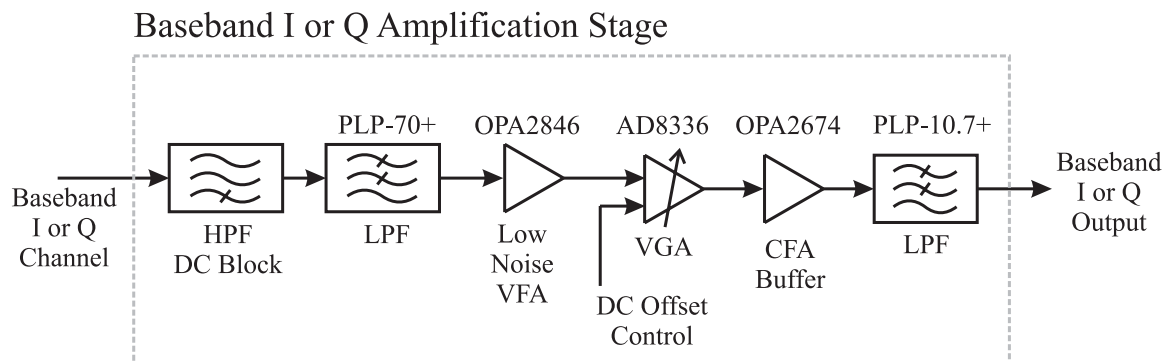 Baseband I or Q Amplification Stage
PLP-70+
OPA2846
AD8336
OPA2674
PLP-10.7+
Baseband
I or Q
Channel
HPF
DC Block
LPF
Low
Noise
VFA
VGA
DC Offset
Control
CFA
Buffer
LPF
Baseband
I or Q
Output